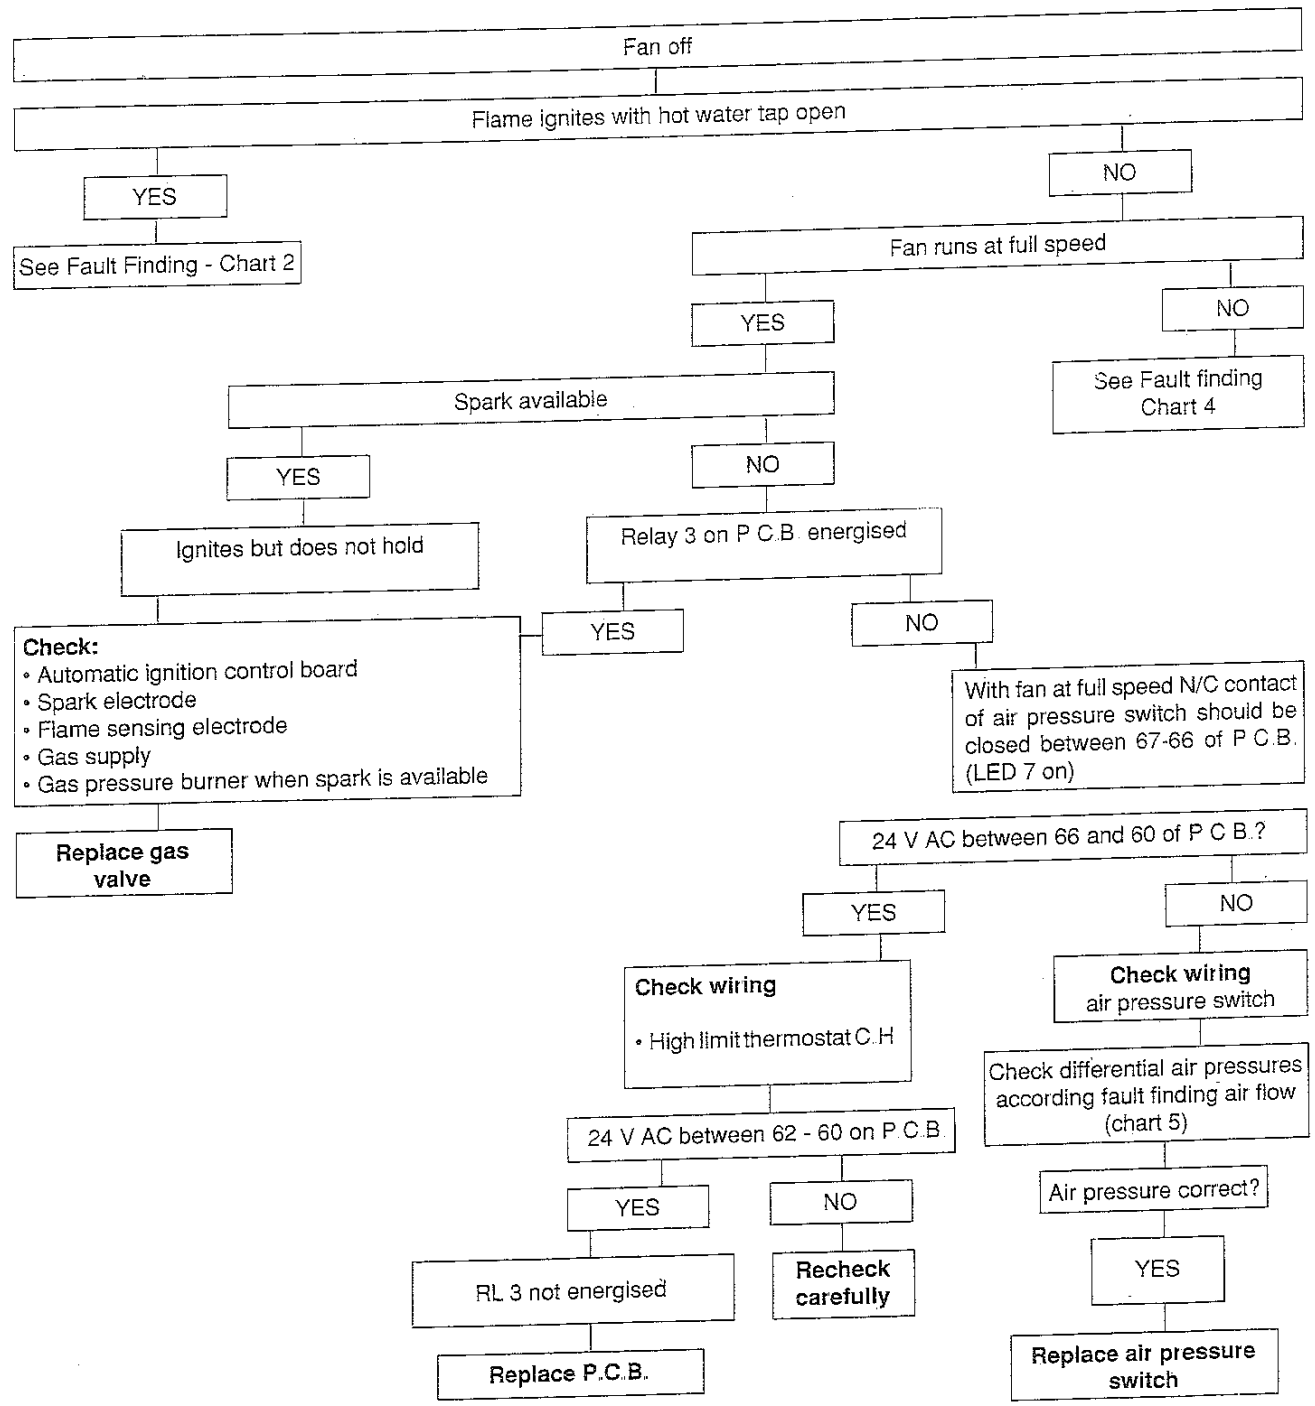 Fan off
Flame ignites with hot water tap open
YES
NO
See Fault Finding - Chart 2
Fan runs at full speed
YES
NO
See Fault finding
Chart 4
Spark available
YES
NO
Ignites but does not hold
Relay 3 on P.C.B. energised
YES
NO
Check:
• Automatic ignition control board
• Spark electrode
• Flame sensing electrode
• Gas supply
• Gas pressure burner when spark is available
With fan at full speed N/C contact
of air pressure switch should be
closed between 67-66 of P.C.B.
(LED 7 on)
Replace gas
valve
24 V AC between 66 and 60 of P.C.B.?
YES
NO
Check wiring
• High limit thermostat C.H
Check wiring
air pressure switch
Check differential air pressures
according fault finding air flow
(chart 5)
24 V AC between 62 - 60 on P.C.B.
YES
NO
Air pressure correct?
YES
RL 3 not energised
Recheck
carefully
Replace P.C.B.
Replace air pressure
switch